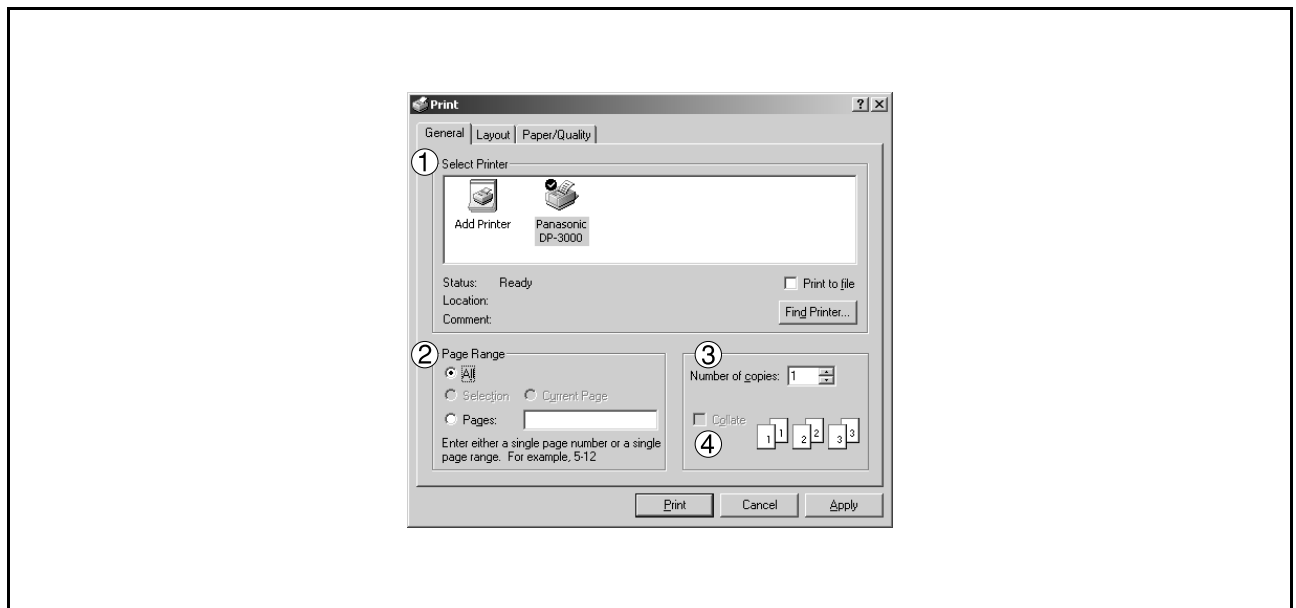 Print
General Layout Paper/Quality
① Select Printer
Add Printer
Panasonic
DP-3000
Status: Ready
Print to file
Location:
Find Printer...
Comment:
② Page Range
All
Selection Current Page
Pages:
Enter either a single page number or a single
page range. For example, 5-12
③
Number of copies: 1
Collate
④
1 1 2 2 3 3
Print Cancel Apply